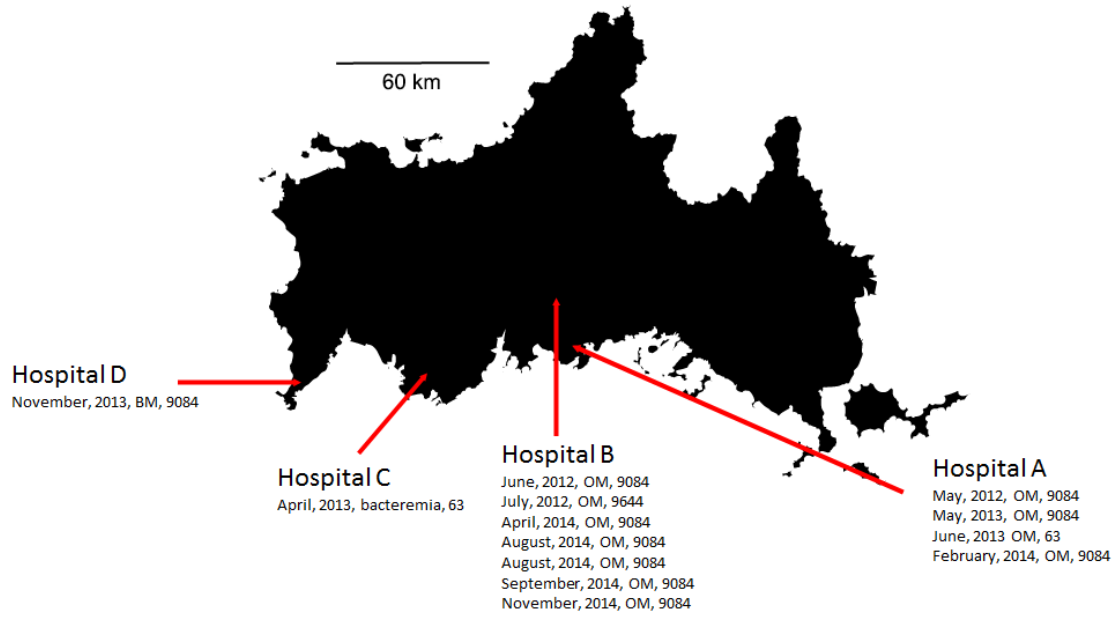 60 km
Hospital D
November, 2013, BM, 9084
Hospital C
April, 2013, bacteremia, 63
Hospital B
June, 2012, OM, 9084
July, 2012, OM, 9644
April, 2014, OM, 9084
August, 2014, OM, 9084
August, 2014, OM, 9084
September, 2014, OM, 9084
November, 2014, OM, 9084
Hospital A
May, 2012, OM, 9084
May, 2013, OM, 9084
June, 2013 OM, 63
February, 2014, OM, 9084